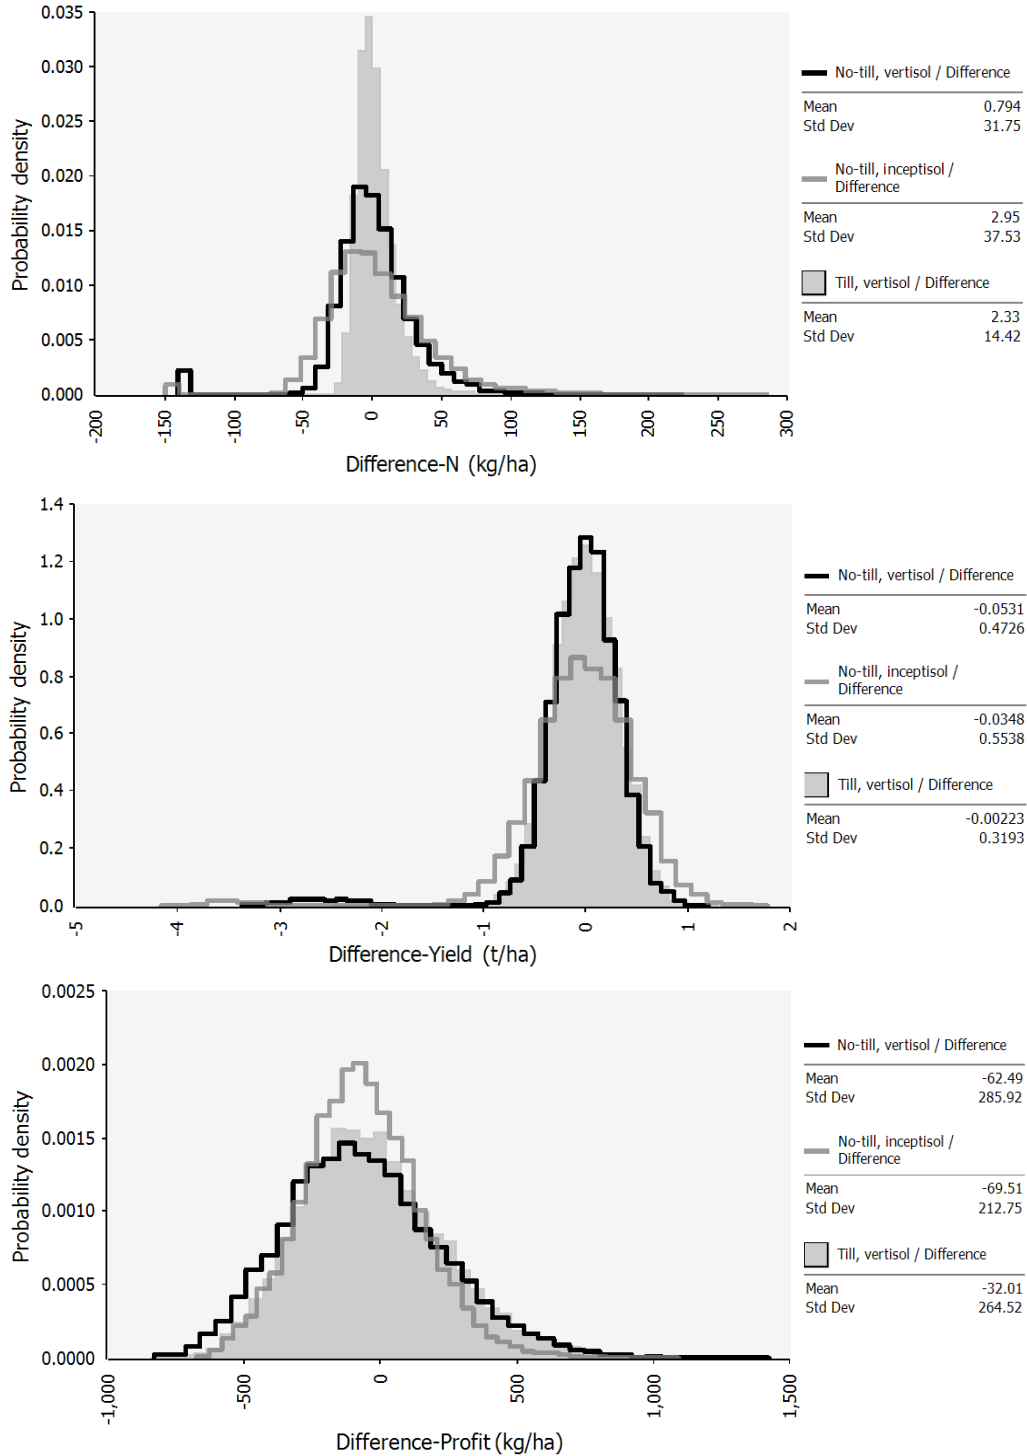 0.035
0.030
0.025
0.020
0.015
0.010
0.005
0.000
Probability density
-200
-150
-100
-50
0
50
100
150
200
250
300
Difference-N (kg/ha)
No-till, vertisol / Difference
Mean 0.794
Std Dev 31.75
No-till, inceptisol /
Difference
Mean 2.95
Std Dev 37.53
Till, vertisol / Difference
Mean 2.33
Std Dev 14.42
1.4
1.2
1.0
0.8
0.6
0.4
0.2
0.0
Probability density
-5
-4
-3
-2
-1
0
1
2
Difference-Yield (t/ha)
No-till, vertisol / Difference
Mean -0.0531
Std Dev 0.4726
No-till, inceptisol /
Difference
Mean -0.0348
Std Dev 0.5538
Till, vertisol / Difference
Mean -0.00223
Std Dev 0.3193
0.0025
0.0020
0.0015
0.0010
0.0005
0.0000
Probability density
-1,000
-500
0
500
1,000
1,500
Difference-Profit (kg/ha)
No-till, vertisol / Difference
Mean -62.49
Std Dev 285.92
No-till, inceptisol /
Difference
Mean -69.51
Std Dev 212.75
Till, vertisol / Difference
Mean -32.01
Std Dev 264.52